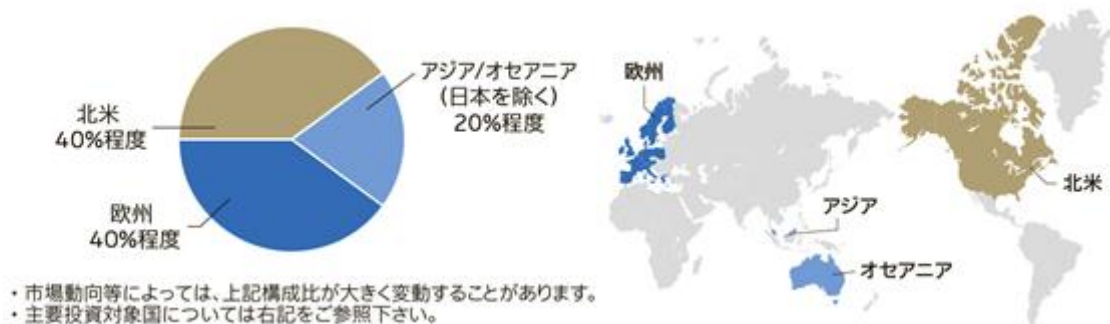 アジア/オセアニア
(日本を除く)
20%程度
北米
40%程度
欧州
40%程度
・市場動向等によっては、上記構成比が大きく変動することがあります。
・主要投資対象国については右記をご参照下さい。
欧州
北米
アジア
オセアニア